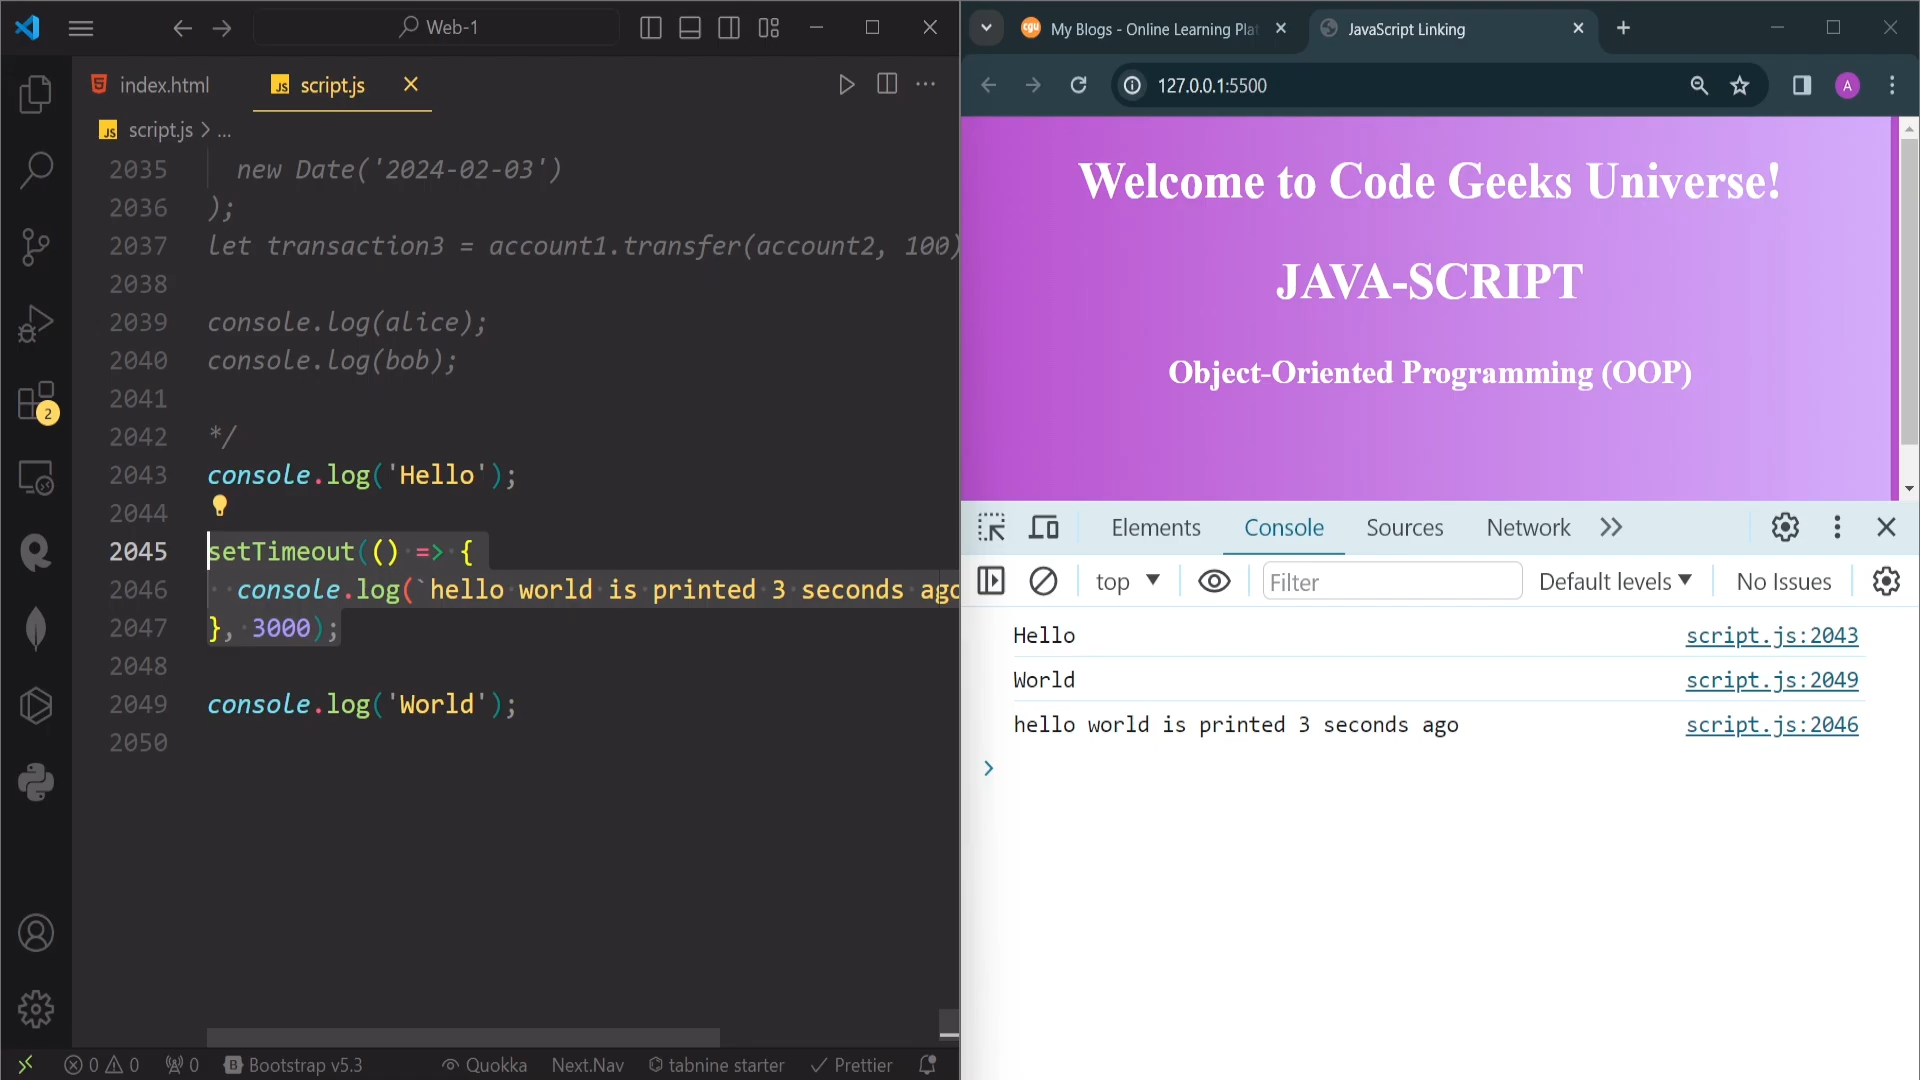 Web-1
index.html
script.js
script.js > ...
2035 new Date('2024-02-03')
2036 );
2037 let transaction3 = account1.transfer(account2, 100)
2038
2039 console.log(alice);
2040 console.log(bob);
2041
2042 */
2043 console.log('Hello');
2044
2045 setTimeout(() => {
2046 console.log(`hello world is printed 3 seconds ago
2047 }, 3000);
2048
2049 console.log('World');
2050
2
0 0 0 Bootstrap v5.3 Quokka Next.Nav tabnine starter Prettier
cgu My Blogs - Online Learning Plat
JavaScript Linking
127.0.0.1:5500
A
Welcome to Code Geeks Universe!
JAVA-SCRIPT
Object-Oriented Programming (OOP)
Elements Console Sources Network
top Filter Default levels No Issues
Hello script.js:2043
World script.js:2049
hello world is printed 3 seconds ago script.js:2046